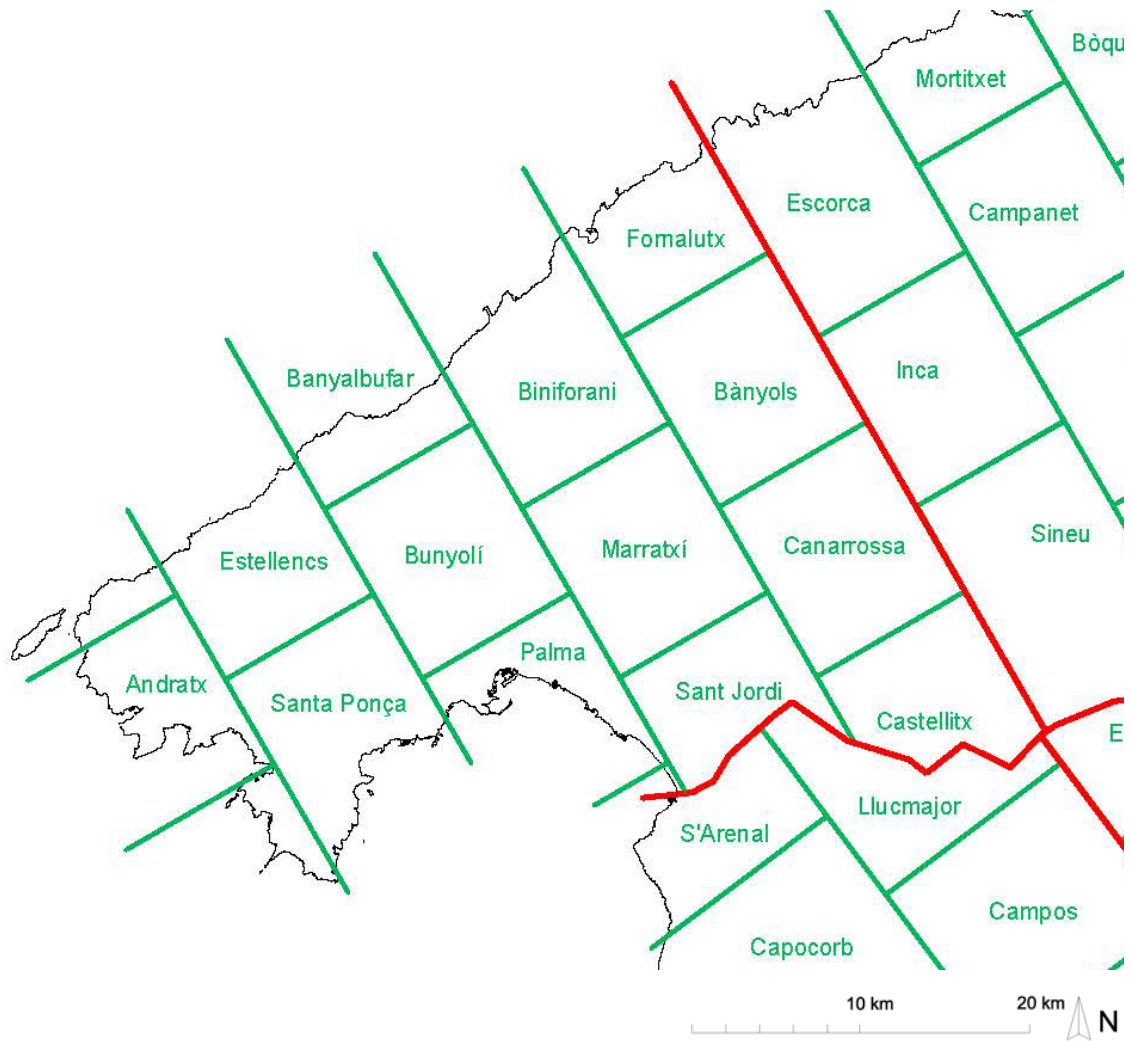 Bòqu
Mortitxet
Escorca
Campanet
Fornalutx
Inca
Banyalbufar
Biniforani
Bànyols
Sineu
Estellencs
Bunyolí
Marratxí
Canarrossa
Palma
Andratx
Santa Ponça
Sant Jordi
Castellitx
E
Llucmajor
S'Arenal
Campos
Capocorb
10 km
20 km
N